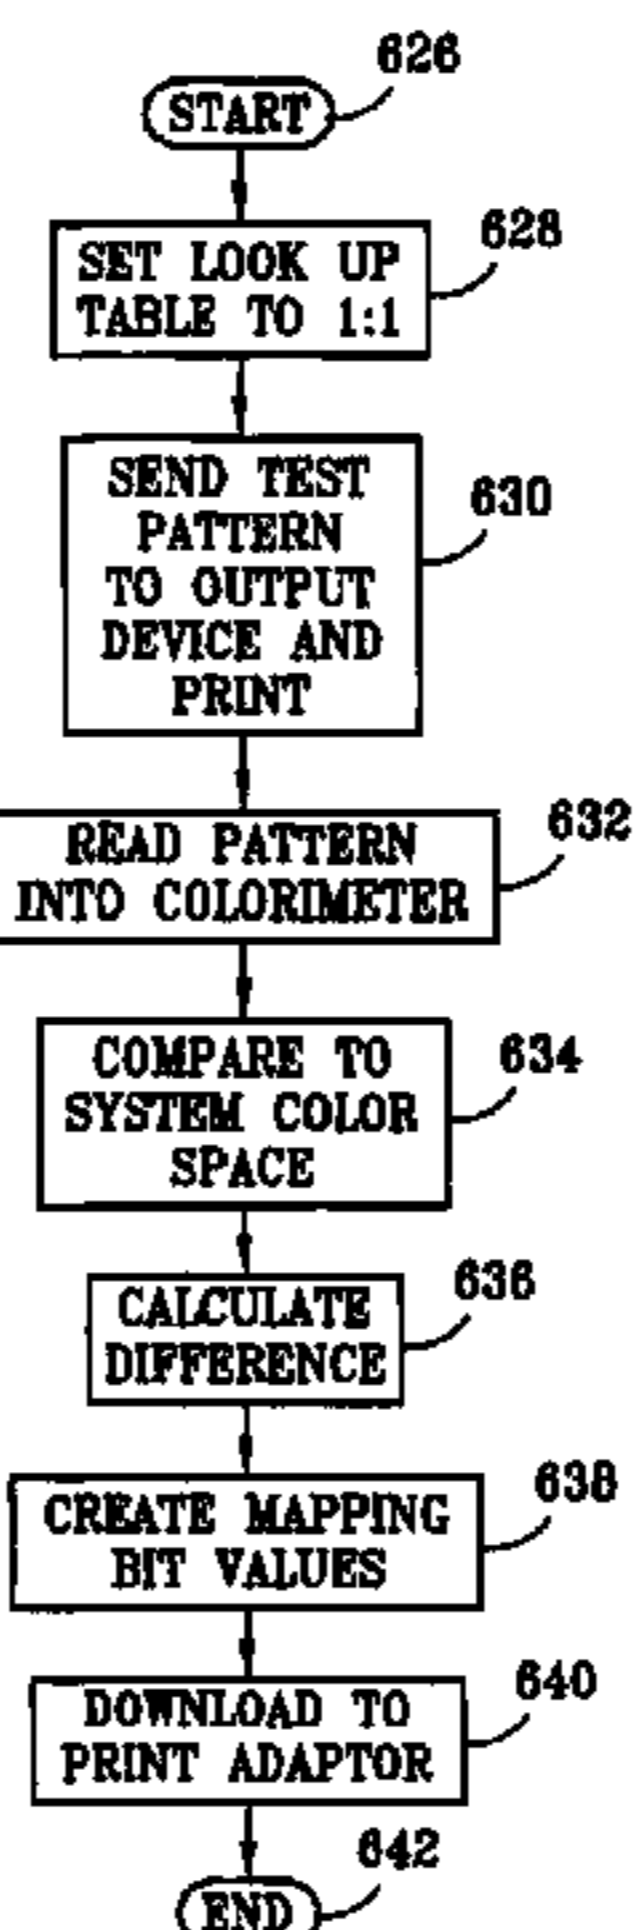 626
START
628
SET LOOK UP
TABLE TO 1:1
630
SEND TEST
PATTERN
TO OUTPUT
DEVICE AND
PRINT
632
READ PATTERN
INTO COLORIMETER
634
COMPARE TO
SYSTEM COLOR
SPACE
636
CALCULATE
DIFFERENCE
638
CREATE MAPPING
BIT VALUES
640
DOWNLOAD TO
PRINT ADAPTOR
642
END